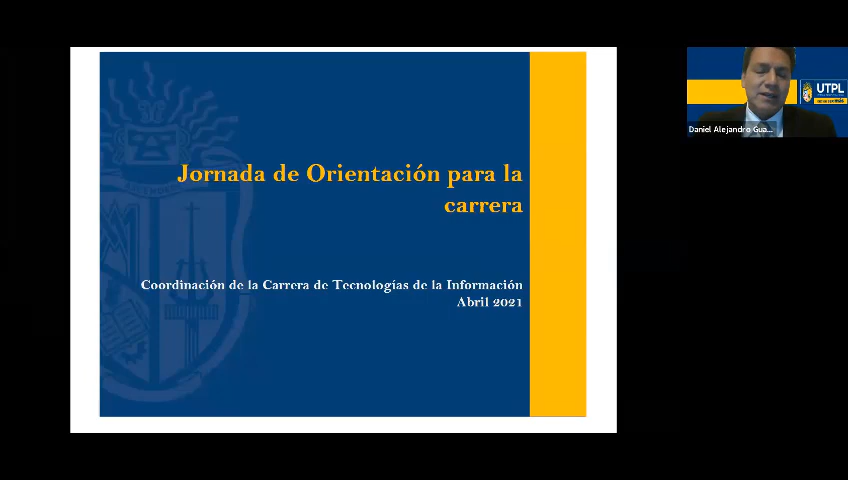 Jornada de Orientación para la
carrera
Coordinación de la Carrera de Tecnologías de la Información
Abril 2021
UTPL
Daniel Alejandro Gua...